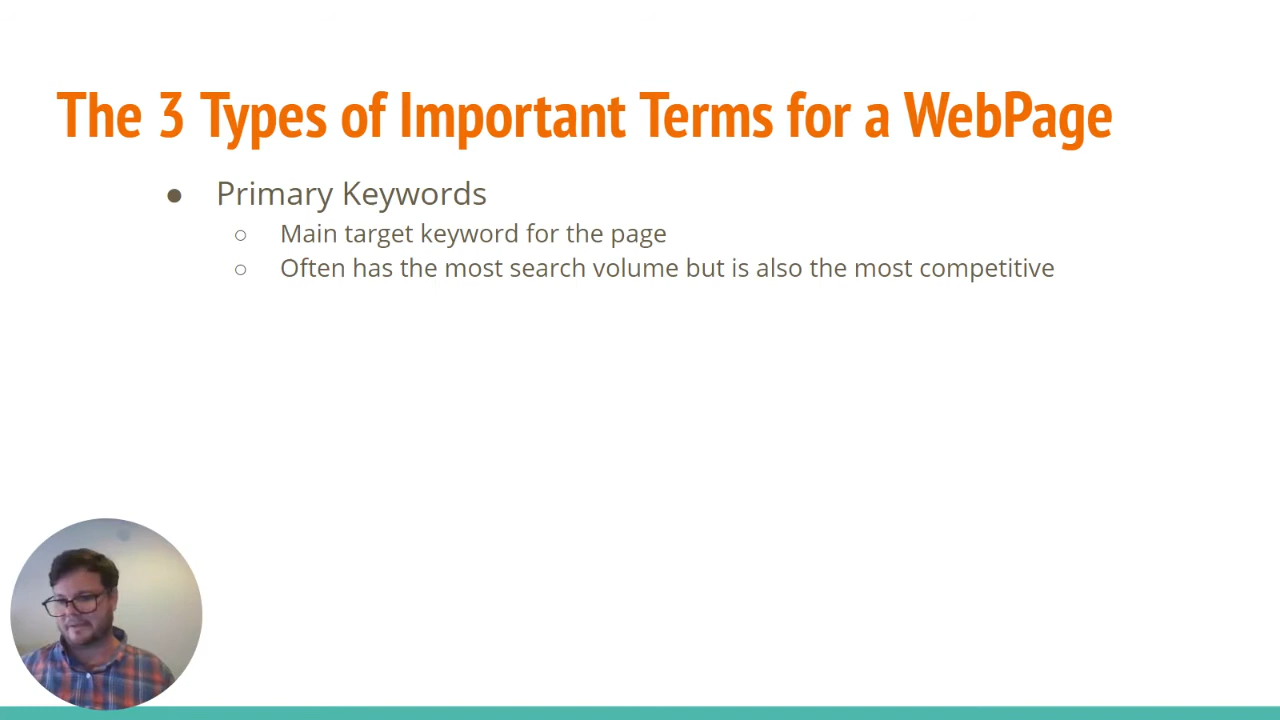 The 3 Types of Important Terms for a WebPage
● Primary Keywords
○ Main target keyword for the page
○ Often has the most search volume but is also the most competitive